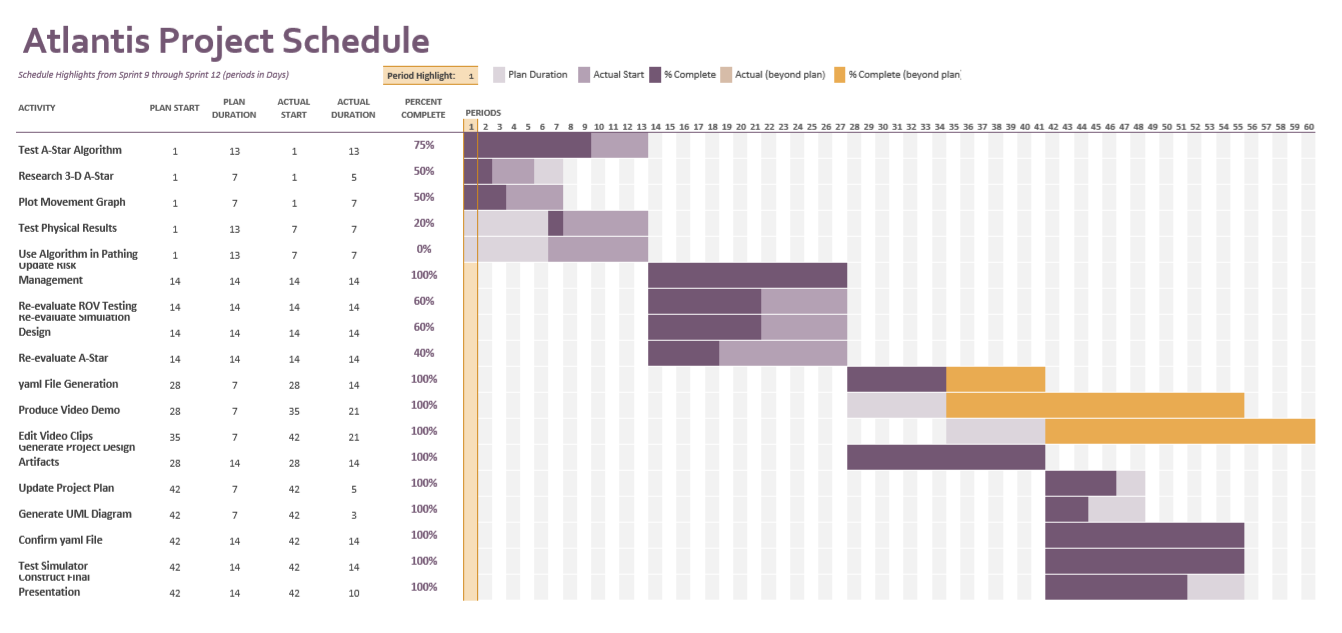 Atlantis Project Schedule
Schedule Highlights from Sprint 9 through Sprint 12 (periods in Days)
Period Highlight: 1
Plan Duration
Actual Start
% Complete
Actual (beyond plan)
% Complete (beyond plan)
ACTIVITY PLAN START PLAN DURATION ACTUAL START ACTUAL DURATION PERCENT COMPLETE PERIODS
1 2 3 4 5 6 7 8 9 10 11 12 13 14 15 16 17 18 19 20 21 22 23 24 25 26 27 28 29 30 31 32 33 34 35 36 37 38 39 40 41 42 43 44 45 46 47 48 49 50 51 52 53 54 55 56 57 58 59 60
Test A-Star Algorithm 1 13 1 13 75%
Research 3-D A-Star 1 7 1 5 50%
Plot Movement Graph 1 7 1 7 50%
Test Physical Results 1 13 7 7 20%
Use Algorithm in Pathing 1 13 7 7 0%
Update Risk
Management 14 14 14 14 100%
Re-evaluate ROV Testing 14 14 14 14 60%
Re-evaluate Simulation
Design 14 14 14 14 60%
Re-evaluate A-Star 14 14 14 14 40%
yaml File Generation 28 7 28 14 100%
Produce Video Demo 28 7 35 21 100%
Edit Video Clips 35 7 42 21 100%
Generate Project Design
Artifacts 28 14 28 14 100%
Update Project Plan 42 7 42 5 100%
Generate UML Diagram 42 7 42 3 100%
Confirm yaml File 42 14 42 14 100%
Test Simulator 42 14 42 14 100%
Construct Final
Presentation 42 14 42 10 100%